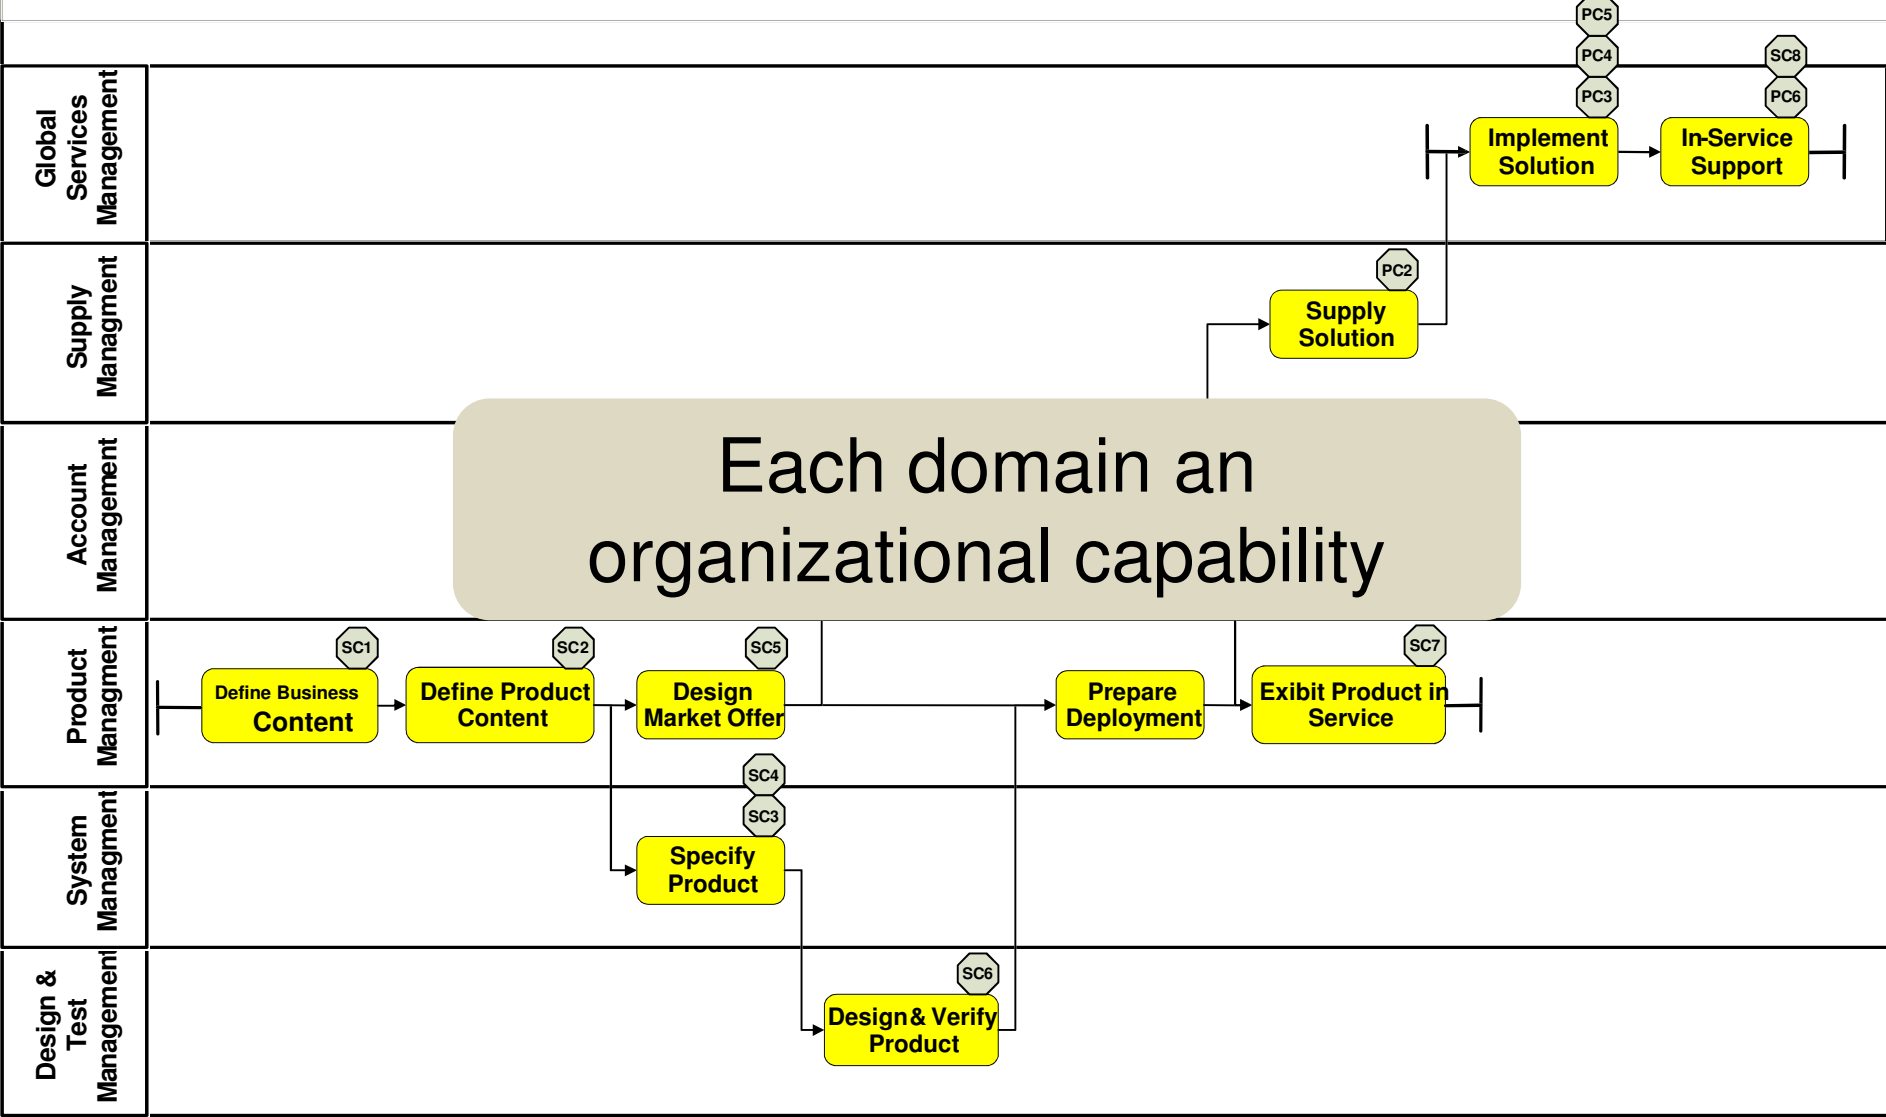 PC5
PC4
SC8
PC3
PC6
Global
Services
Management
Implement
Solution
In-Service
Support
Supply
Managment
PC2
Supply
Solution
Account
Management
Each domain an
organizational capability
Product
Managment
SC1
SC2
SC5
SC7
Define Business
Content
Define Product
Content
Design
Market Offer
Prepare
Deployment
Exibit Product in
Service
System
Managment
SC4
SC3
Specify
Product
Design &
Test
Management
SC6
Design & Verify
Product